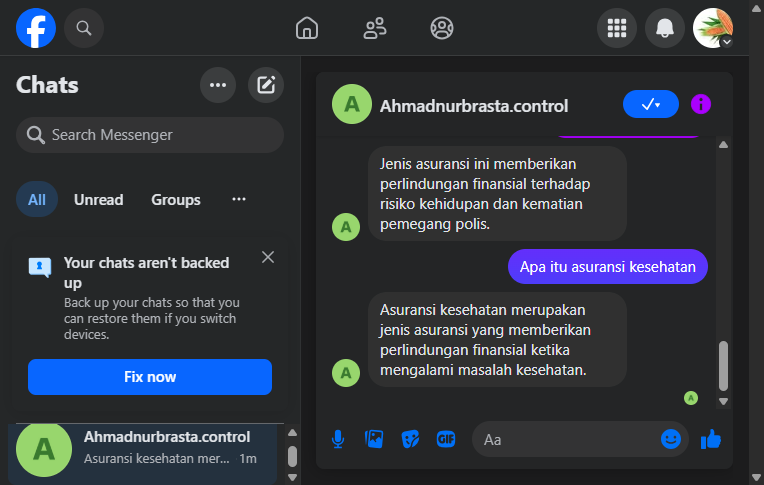 Chats
Search Messenger
All
Unread
Groups
Your chats aren't backed
up
Back up your chats so that you
can restore them if you switch
devices.
Fix now
A
Ahmadnurbrasta.control
Asuransi kesehatan mer...
1m
A
Ahmadnurbrasta.control
Jenis asuransi ini memberikan
perlindungan finansial terhadap
risiko kehidupan dan kematian
pemegang polis.
A
Apa itu asuransi kesehatan
Asuransi kesehatan merupakan
jenis asuransi yang memberikan
perlindungan finansial ketika
mengalami masalah kesehatan.
A
A
GIF
Aa